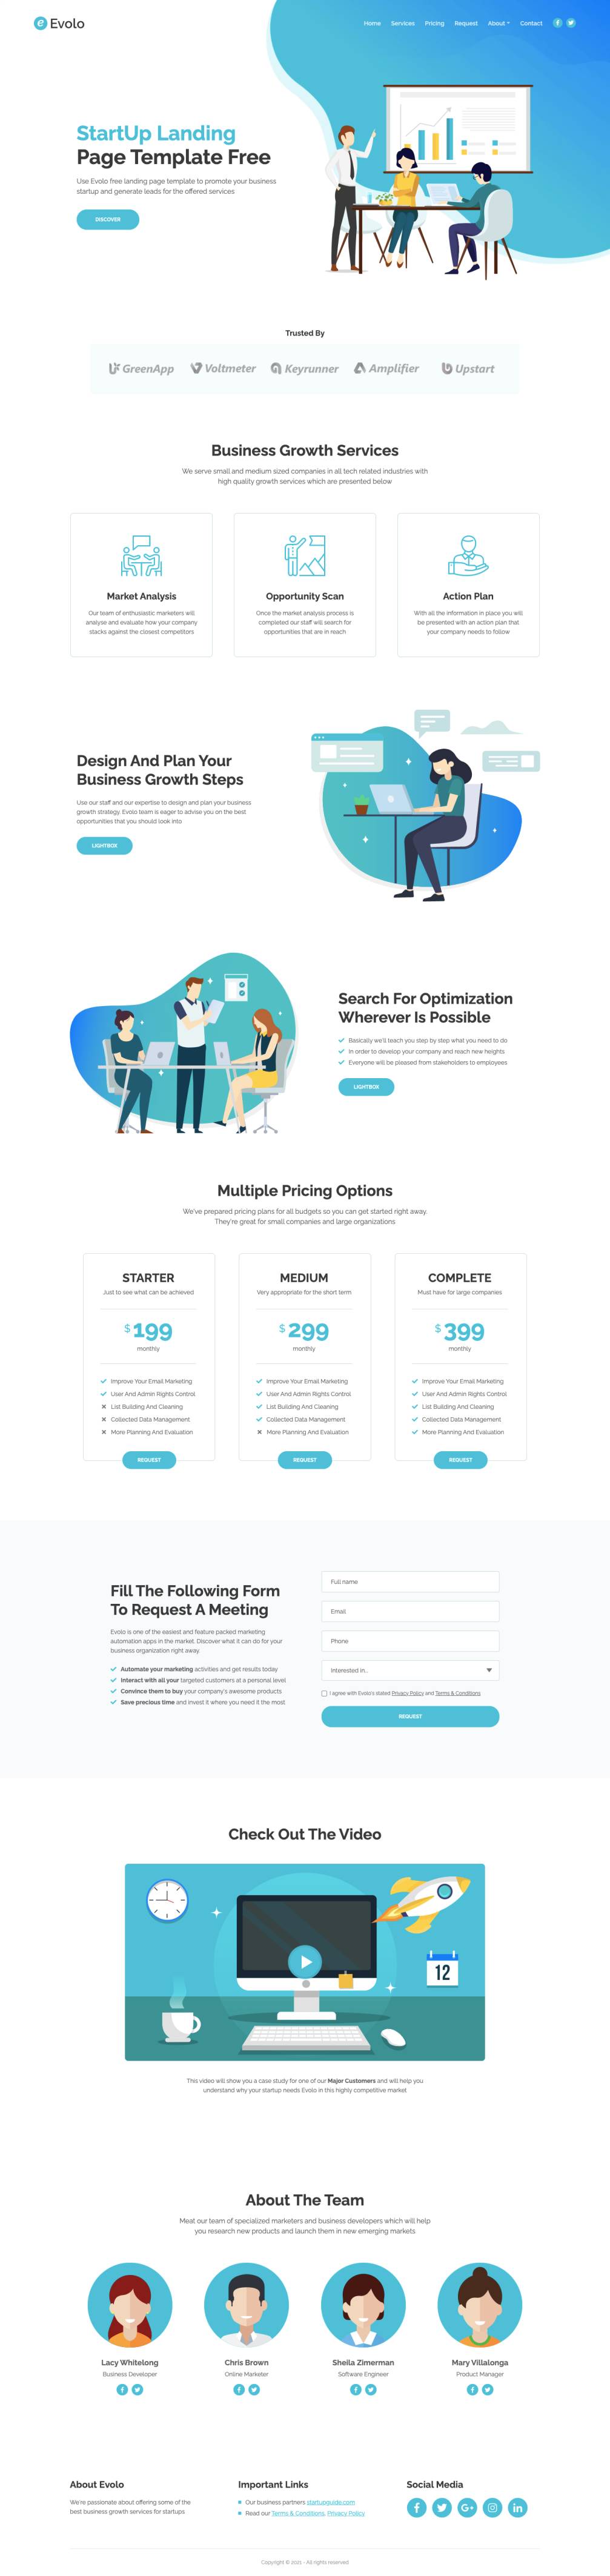 Evolo
Home Services Pricing Request About Contact
StartUp Landing
Page Template Free
Use Evolo free landing page template to promote your business
startup and generate leads for the offered services
DISCOVER
Trusted By
GreenApp Voltmeter Keyrunner Amplifier Upstart
Business Growth Services
We serve small and medium sized companies in all tech related industries with
high quality growth services which are presented below
Market Analysis
Our team of enthusiastic marketers will
analyse and evaluate how your company
stacks against the closest competitors
Opportunity Scan
Once the market analysis process is
completed our staff will search for
opportunities that are in reach
Action Plan
With all the information in place you will
be presented with an action plan that
your company needs to follow
Design And Plan Your
Business Growth Steps
Use our staff and our expertise to design and plan your business
growth strategy. Evolo team is eager to advise you on the best
opportunities that you should look into
LIGHTBOX
Search For Optimization
Wherever Is Possible
Basically we'll teach you step by step what you need to do
In order to develop your company and reach new heights
Everyone will be pleased from stakeholders to employees
LIGHTBOX
Multiple Pricing Options
We've prepared pricing plans for all budgets so you can get started right away.
They're great for small companies and large organizations
STARTER
Just to see what can be achieved
$199
monthly
Improve Your Email Marketing
User And Admin Rights Control
List Building And Cleaning
Collected Data Management
More Planning And Evaluation
REQUEST
MEDIUM
Very appropriate for the short term
$299
monthly
Improve Your Email Marketing
User And Admin Rights Control
List Building And Cleaning
Collected Data Management
More Planning And Evaluation
REQUEST
COMPLETE
Must have for large companies
$399
monthly
Improve Your Email Marketing
User And Admin Rights Control
List Building And Cleaning
Collected Data Management
More Planning And Evaluation
REQUEST
Fill The Following Form
To Request A Meeting
Evolo is one of the easiest and feature packed marketing
automation apps in the market. Discover what it can do for your
business organization right away.
Automate your marketing activities and get results today
Interact with all your targeted customers at a personal level
Convince them to buy your company's awesome products
Save precious time and invest it where you need it the most
Full name
Email
Phone
Interested in...
I agree with Evolo's stated Privacy Policy and Terms & Conditions
REQUEST
Check Out The Video
12
This video will show you a case study for one of our Major Customers and will help you
understand why your startup needs Evolo in this highly competitive market
About The Team
Meat our team of specialized marketers and business developers which will help
you research new products and launch them in new emerging markets
Lacy Whitelong
Business Developer
Chris Brown
Online Marketer
Sheila Zimerman
Software Engineer
Mary Villalonga
Product Manager
About Evolo
We're passionate about offering some of the
best business growth services for startups
Important Links
Our business partners startupguide.com
Read our Terms & Conditions, Privacy Policy
Social Media
Copyright © 2021 - All rights reserved